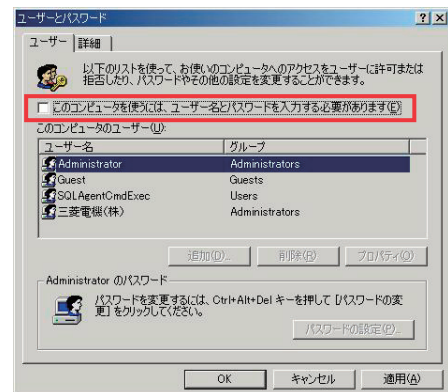 ユーザーとパスワード
ユーザー 詳細
以下のリストを使って、お使いのコンピュータへのアクセスをユーザーに許可または
拒否したり、パスワードやその他の設定を変更することができます。
このコンピュータを使うには、ユーザー名とパスワードを入力する必要があります(E)
このコンピュータのユーザー(U):
ユーザー名 グループ
Administrator Administrators
Guest Guests
SQLAgentCmdExec Users
三菱電機(株) Administrators
追加(D)... 削除(R) プロパティ(O)
Administrator のパスワード
パスワードを変更するには、Ctrl+Alt+Del キーを押して [パスワードの変
更] をクリックしてください。
パスワードの設定(P)...
OK キャンセル 適用(A)